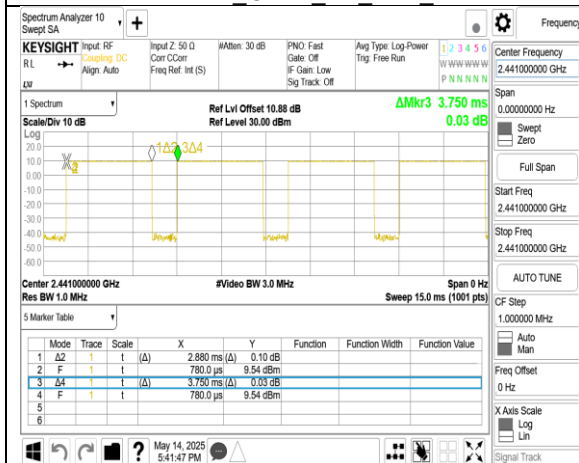 Spectrum Analyzer 10
Swept SA
Frequency
KEYSIGHT
RL
LXI
Input: RF
Coupling: DC
Align: Auto
Input Z: 50 Ω
Corr CCorr
Freq Ref: Int (S)
#Atten: 30 dB
PNO: Fast
Gate: Off
IF Gain: Low
Sig Track: Off
Avg Type: Log-Power
Trig: Free Run
1 2 3 4 5 6
W W W W W W
P N N N N N
Center Frequency
2.441000000 GHz
Span
0.00000000 Hz
Swept
Zero
Full Span
Start Freq
2.441000000 GHz
Stop Freq
2.441000000 GHz
AUTO TUNE
CF Step
1.000000 MHz
Auto
Man
Freq Offset
0 Hz
X Axis Scale
Log
Lin
Signal Track
1 Spectrum
Scale/Div 10 dB
Ref Lvl Offset 10.88 dB
Ref Level 30.00 dBm
ΔMkr3 3.750 ms
0.03 dB
Log
20.0
10.0
0.00
-10.0
-20.0
-30.0
-40.0
-50.0
-60.0
1Δ2 3Δ4
Center 2.441000000 GHz
Res BW 1.0 MHz
#Video BW 3.0 MHz
Span 0 Hz
Sweep 15.0 ms (1001 pts)
5 Marker Table
Mode Trace Scale X Y Function Function Width Function Value
1 Δ2 1 t (Δ) 2.880 ms (Δ) 0.10 dB
2 F 1 t 780.0 µs 9.54 dBm
3 Δ4 1 t (Δ) 3.750 ms (Δ) 0.03 dB
4 F 1 t 780.0 µs 9.54 dBm
5
6
May 14, 2025
5:41:47 PM